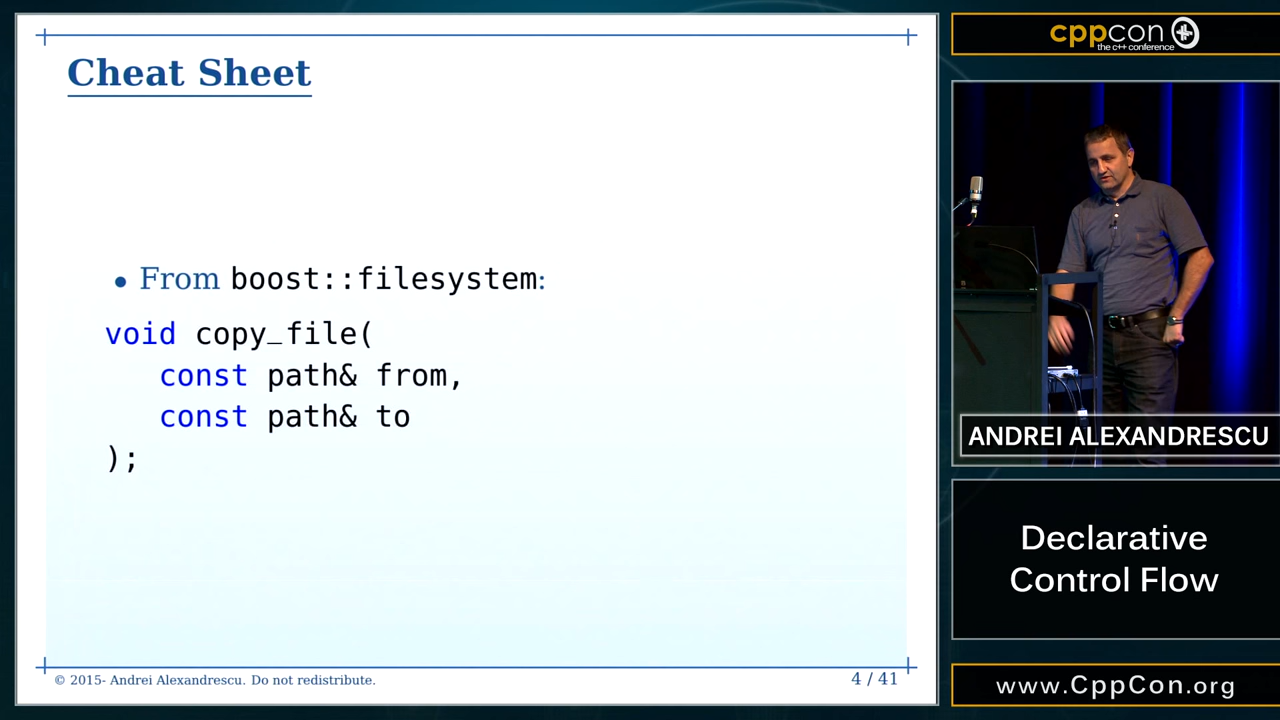 Cheat Sheet
• From boost::filesystem:
void copy_file(
const path& from,
const path& to
);
© 2015- Andrei Alexandrescu. Do not redistribute.
4 / 41
cppcon
the c++ conference
ANDREI ALEXANDRESCU
Declarative
Control Flow
www.CppCon.org